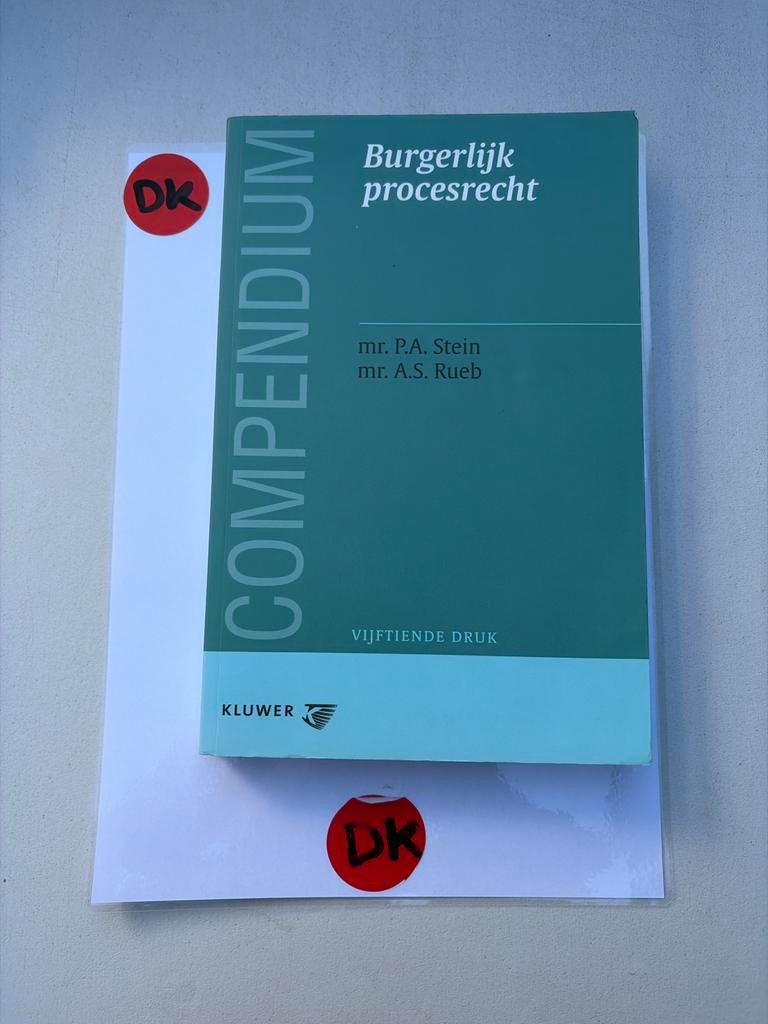 DK
COMPENDIUM
Burgerlijk
procesrecht
mr. P.A. Stein
mr. A.S. Rueb
VIJFTIENDE DRUK
KLUWER
DK